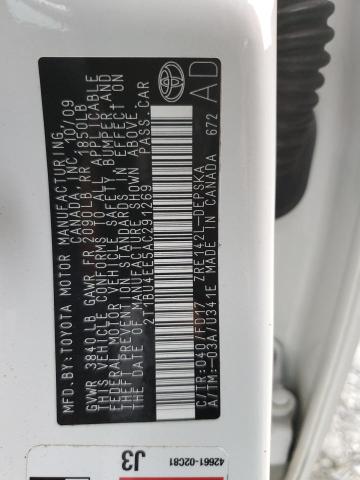 MFD.BY:TOYOTA MOTOR MANUFACTURING
CANADA,INC. 10/09
GVWR 3840LB GAWR FR 2090LB RR 1850LB
THIS VEHICLE CONFORMS TO ALL APPLICABLE
FEDERAL MOTOR VEHICLE SAFETY, BUMPER, AND
THEFT PREVENTION STANDARDS IN EFFECT ON
THE DATE OF MANUFACTURE SHOWN ABOVE.
2T1BU4EE5AC291269 PASS.CAR
C/TR:040/FD17 ZRE142L-DEPSKA
A/TM:-03A/U341E MADE IN CANADA 672
AD
42661-02C81
J3